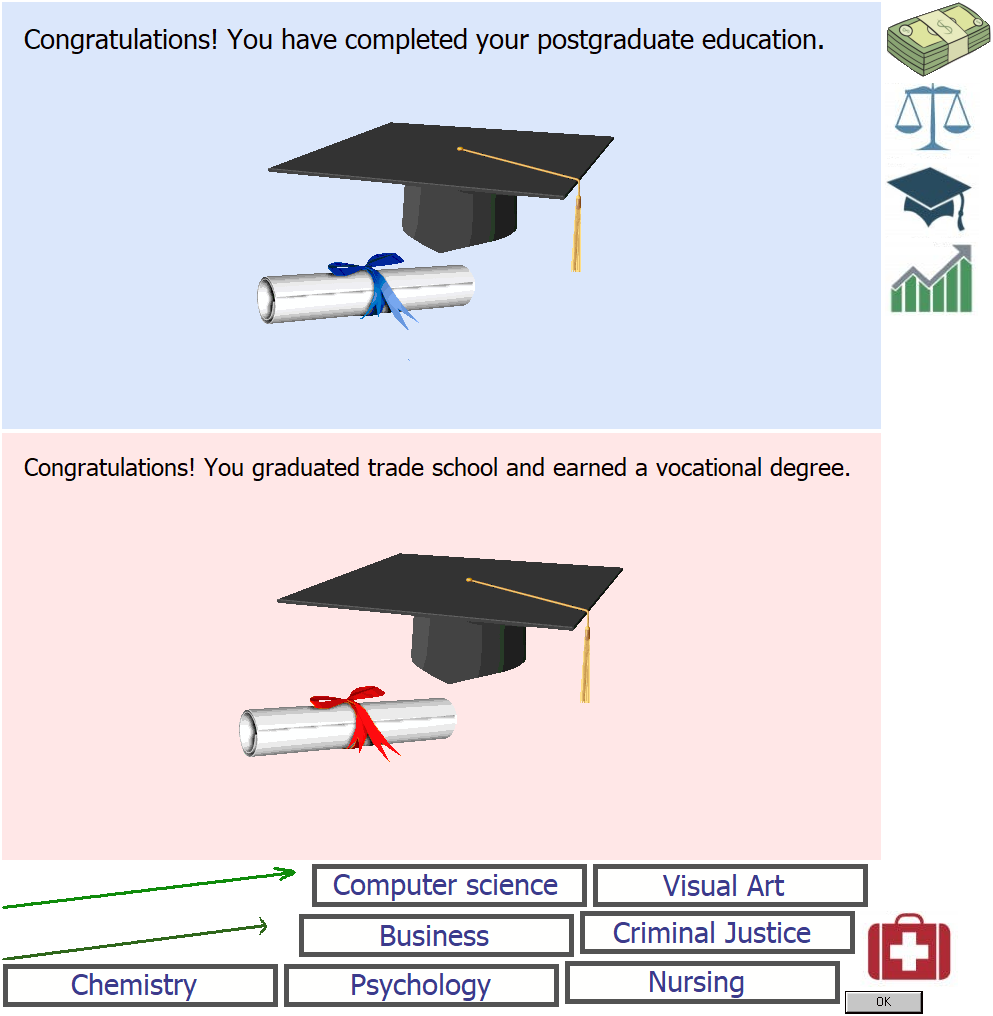 Congratulations! You have completed your postgraduate education.
Congratulations! You graduated trade school and earned a vocational degree.
Computer science
Visual Art
Business
Criminal Justice
Chemistry
Psychology
Nursing
OK